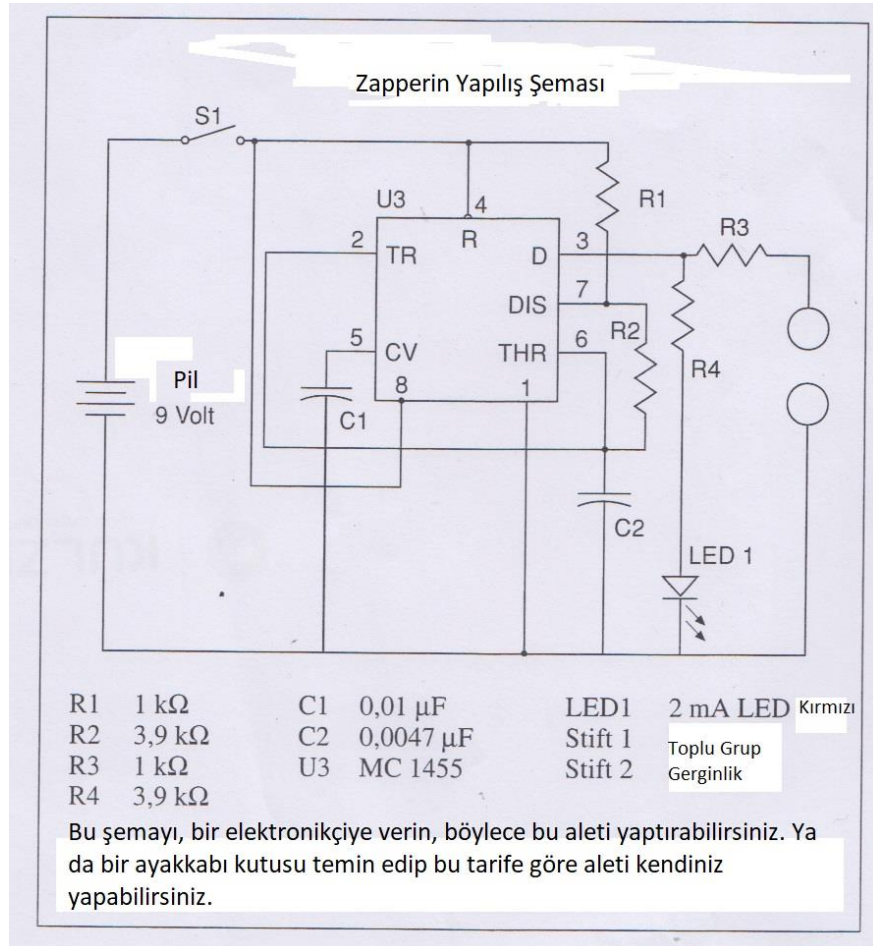 Zapperin Yapılış Şeması
S1
U3
4
R
R1
R3
2
TR
D
3
7
DIS
R2
5
CV
THR
6
R4
Pil
9 Volt
8
1
C1
C2
LED 1
R1 1 kΩ C1 0,01 µF LED1 2 mA LED Kırmızı
R2 3,9 kΩ C2 0,0047 µF Stift 1 Toplu Grup
R3 1 kΩ U3 MC 1455 Stift 2 Gerginlik
R4 3,9 kΩ
Bu şemayı, bir elektronikçiye verin, böylece bu aleti yaptırabilirsiniz. Ya
da bir ayakkabı kutusu temin edip bu tarife göre aleti kendiniz
yapabilirsiniz.